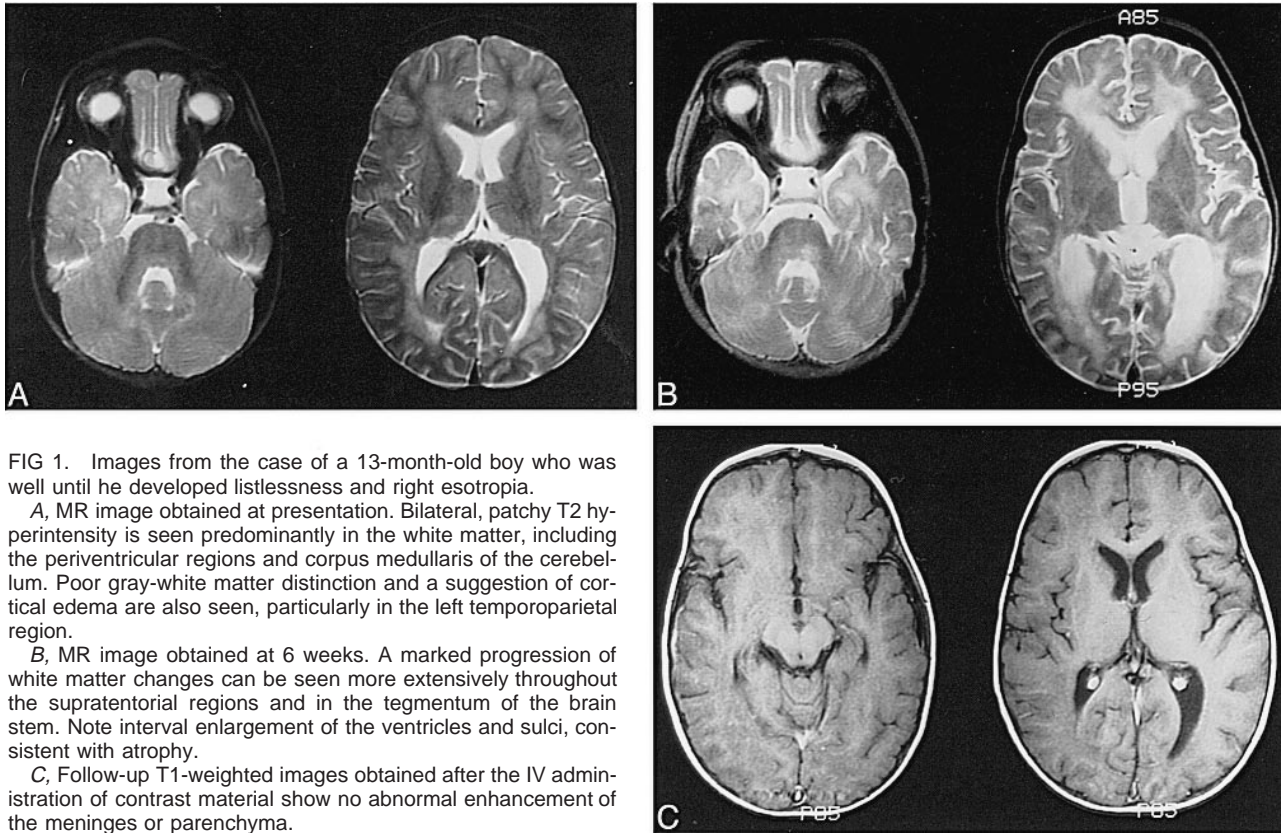 A
A85
B
P95
FIG 1. Images from the case of a 13-month-old boy who was
well until he developed listlessness and right esotropia.
A, MR image obtained at presentation. Bilateral, patchy T2 hy-
perintensity is seen predominantly in the white matter, including
the periventricular regions and corpus medullaris of the cerebel-
lum. Poor gray-white matter distinction and a suggestion of cor-
tical edema are also seen, particularly in the left temporoparietal
region.
B, MR image obtained at 6 weeks. A marked progression of
white matter changes can be seen more extensively throughout
the supratentorial regions and in the tegmentum of the brain
stem. Note interval enlargement of the ventricles and sulci, con-
sistent with atrophy.
C, Follow-up T1-weighted images obtained after the IV admin-
istration of contrast material show no abnormal enhancement of
the meninges or parenchyma.
C
P85
P85